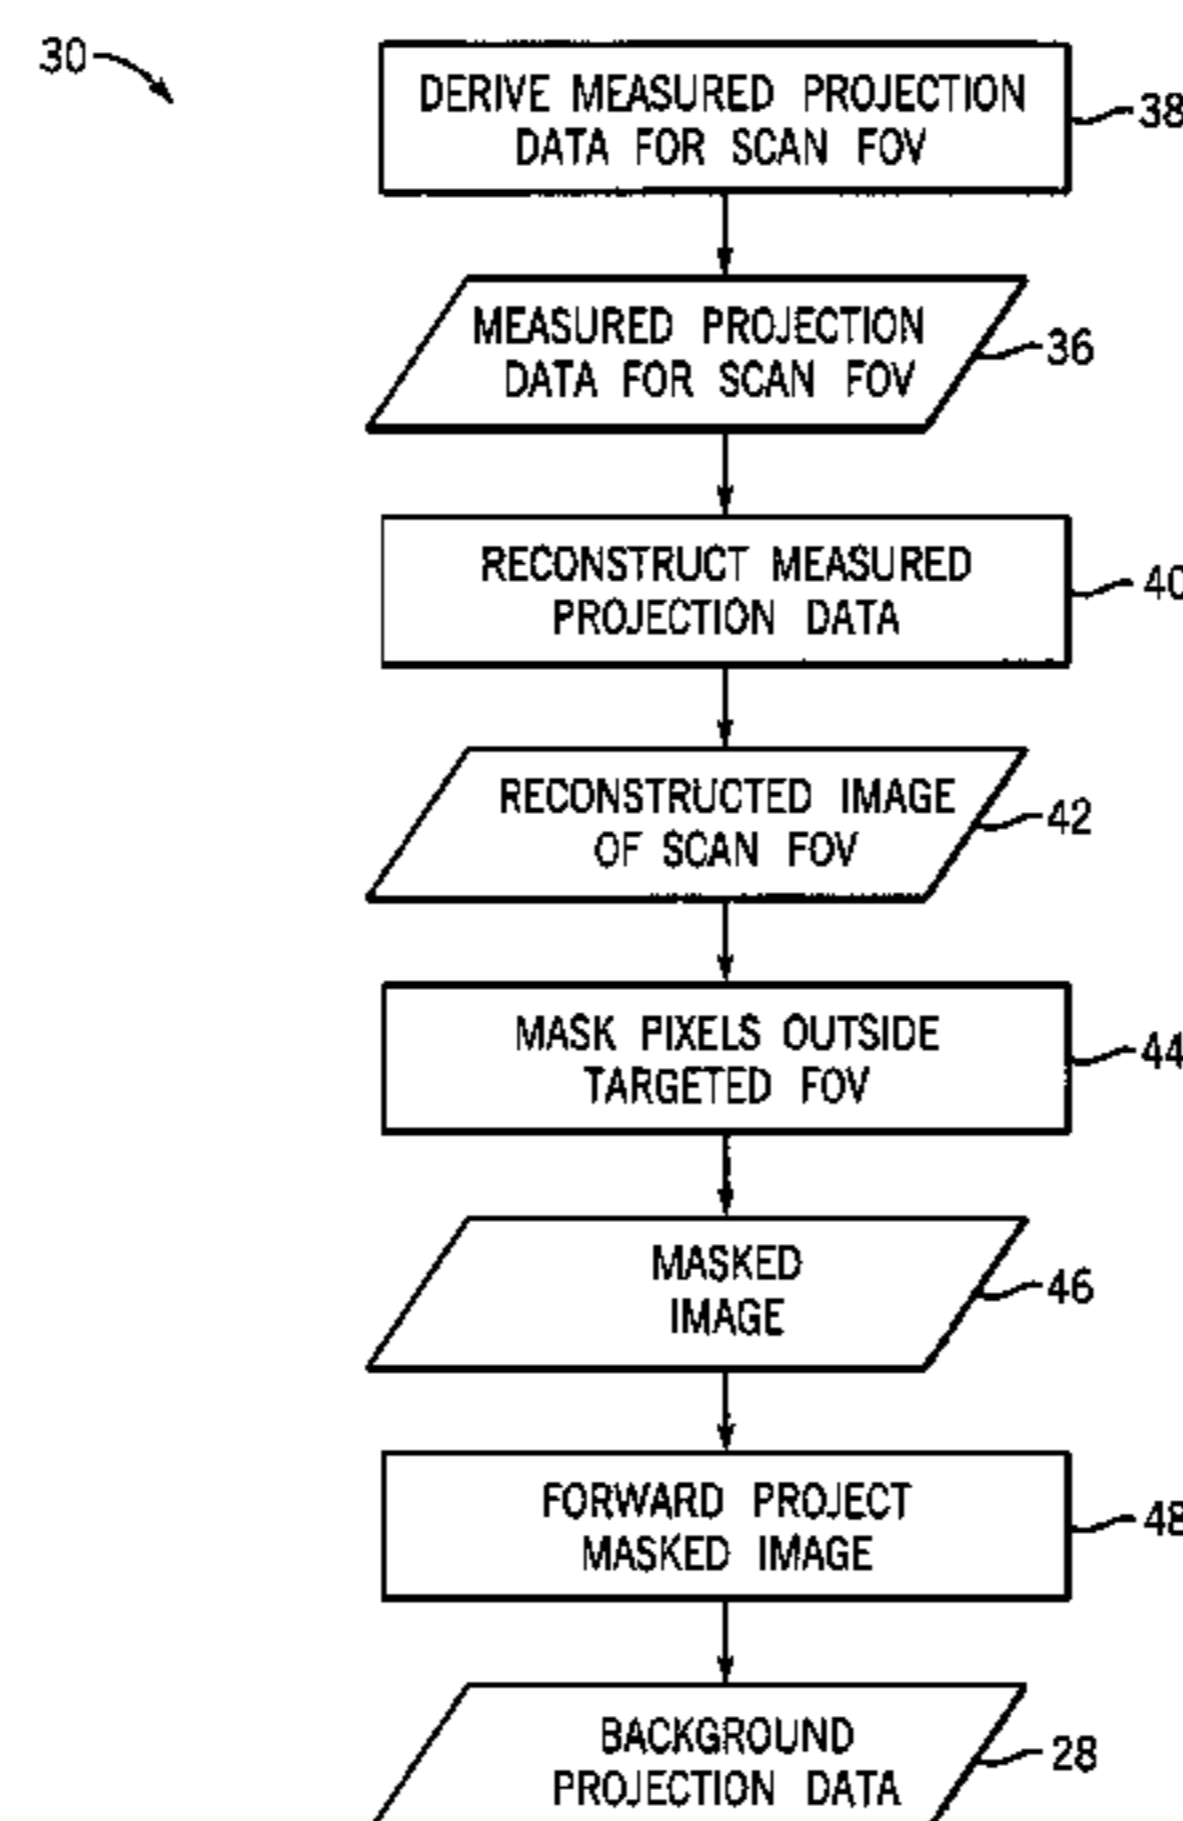 30
DERIVE MEASURED PROJECTION
DATA FOR SCAN FOV
38
MEASURED PROJECTION
DATA FOR SCAN FOV
36
RECONSTRUCT MEASURED
PROJECTION DATA
40
RECONSTRUCTED IMAGE
OF SCAN FOV
42
MASK PIXELS OUTSIDE
TARGETED FOV
44
MASKED
IMAGE
46
FORWARD PROJECT
MASKED IMAGE
48
BACKGROUND
PROJECTION DATA
28